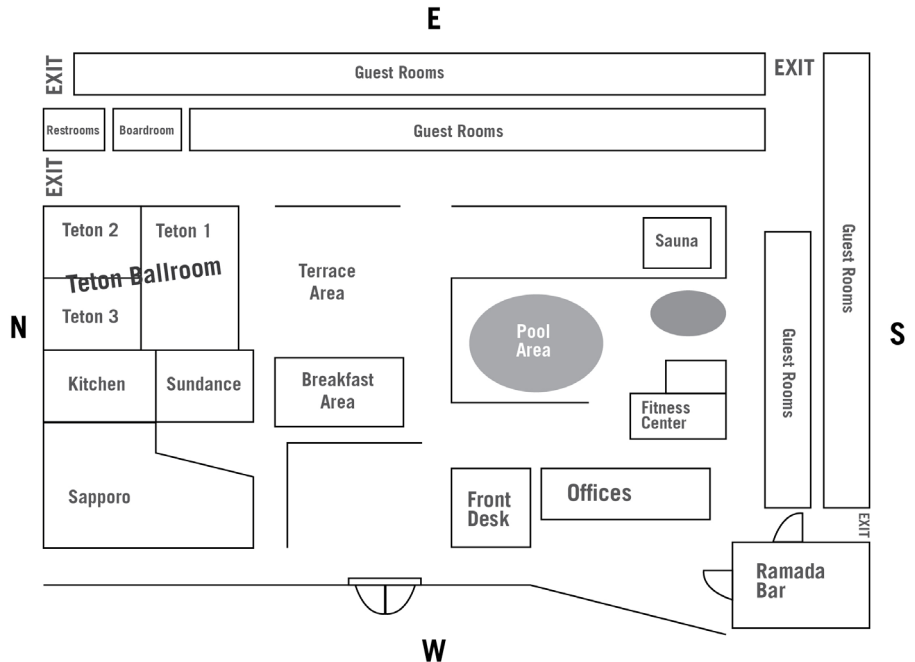 E
EXIT
Guest Rooms
EXIT
Restrooms
Boardroom
Guest Rooms
EXIT
Teton 2
Teton 1
Teton Ballroom
Teton 3
Terrace
Area
Sauna
Guest Rooms
N
Pool
Area
S
Guest Rooms
Kitchen
Sundance
Breakfast
Area
Fitness
Center
Sapporo
Front
Desk
Offices
EXIT
Ramada
Bar
W